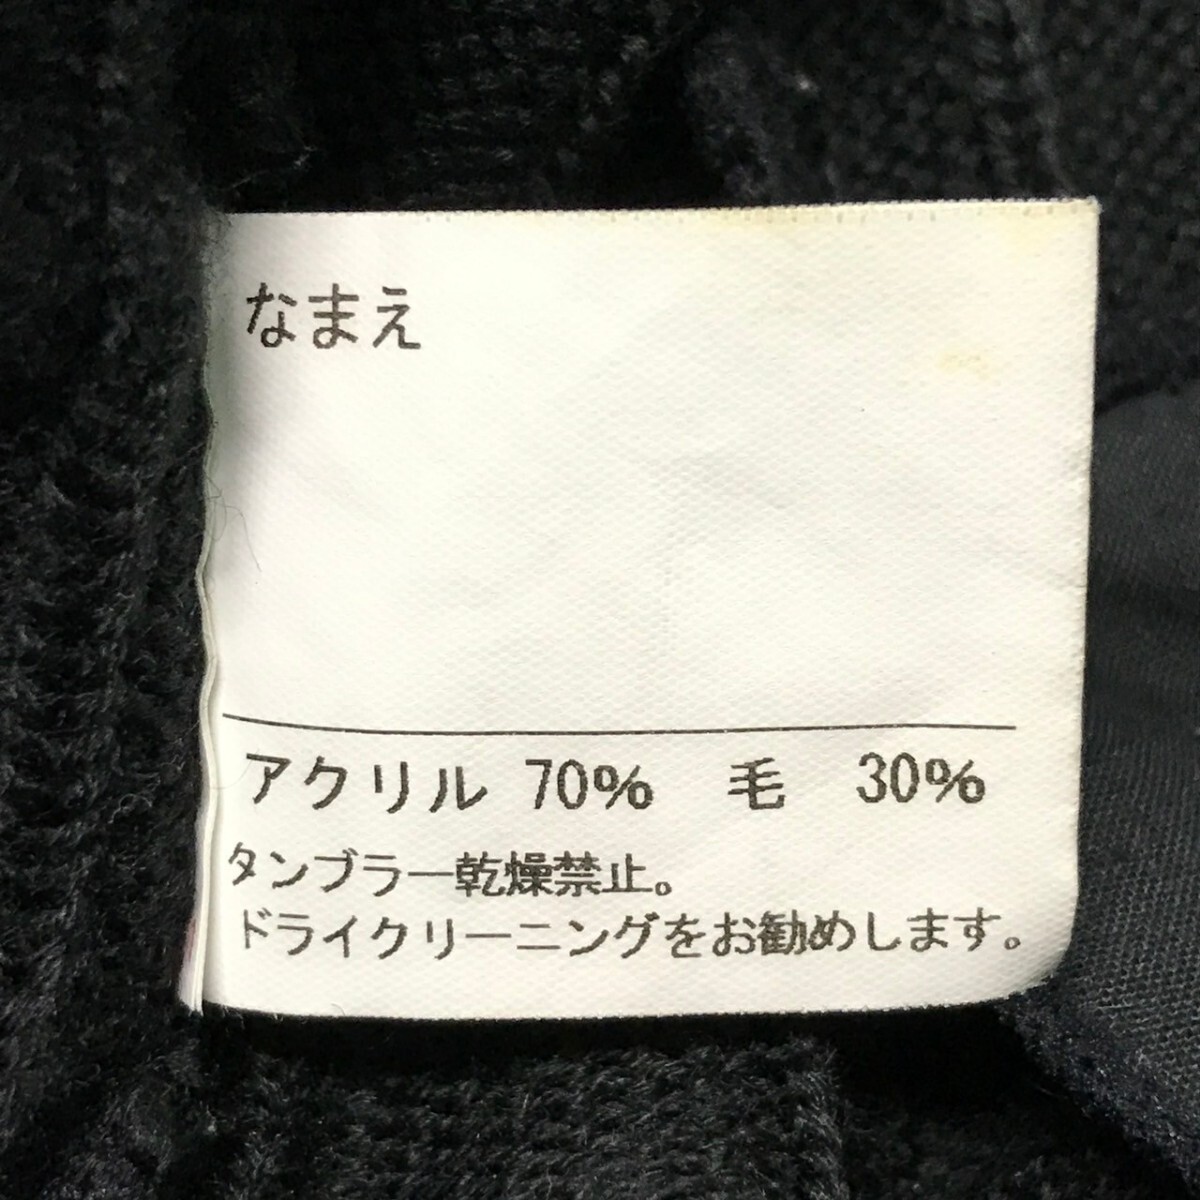 なまえ
アクリル 70% 毛 30%
タンブラー乾燥禁止。
ドライクリーニングをお勧めします。